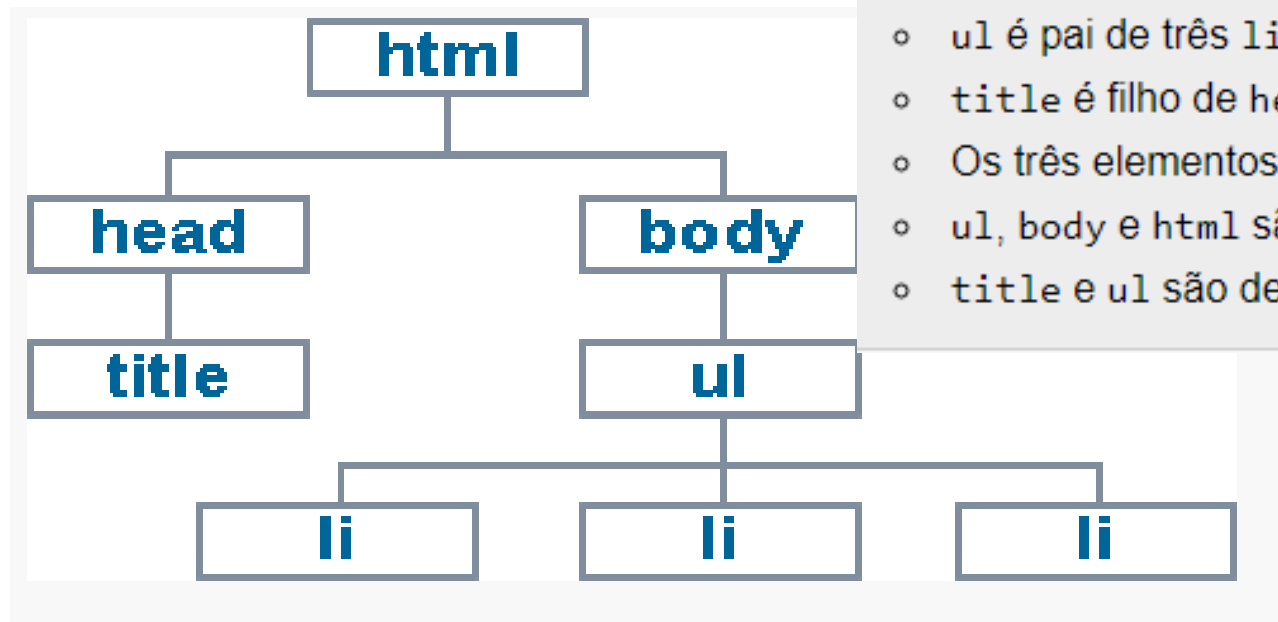 html
head
body
title
ul
li
li
li
ul é pai de três li
title é filho de
Os três elementos
ul, body e html
title e ul são